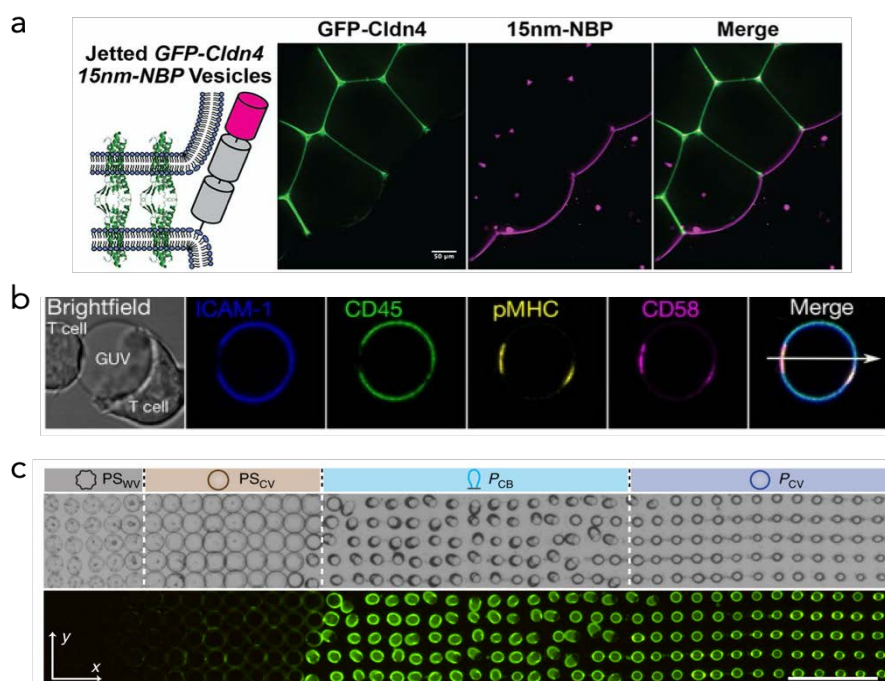 a
Jetted GFP-Cldn4
15nm-NBP Vesicles
GFP-Cldn4
15nm-NBP
Merge
50 µm
b
Brightfield
T cell
GUV
T cell
ICAM-1
CD45
pMHC
CD58
Merge
c
PSWV
PSCV
PCB
PCV
y
x